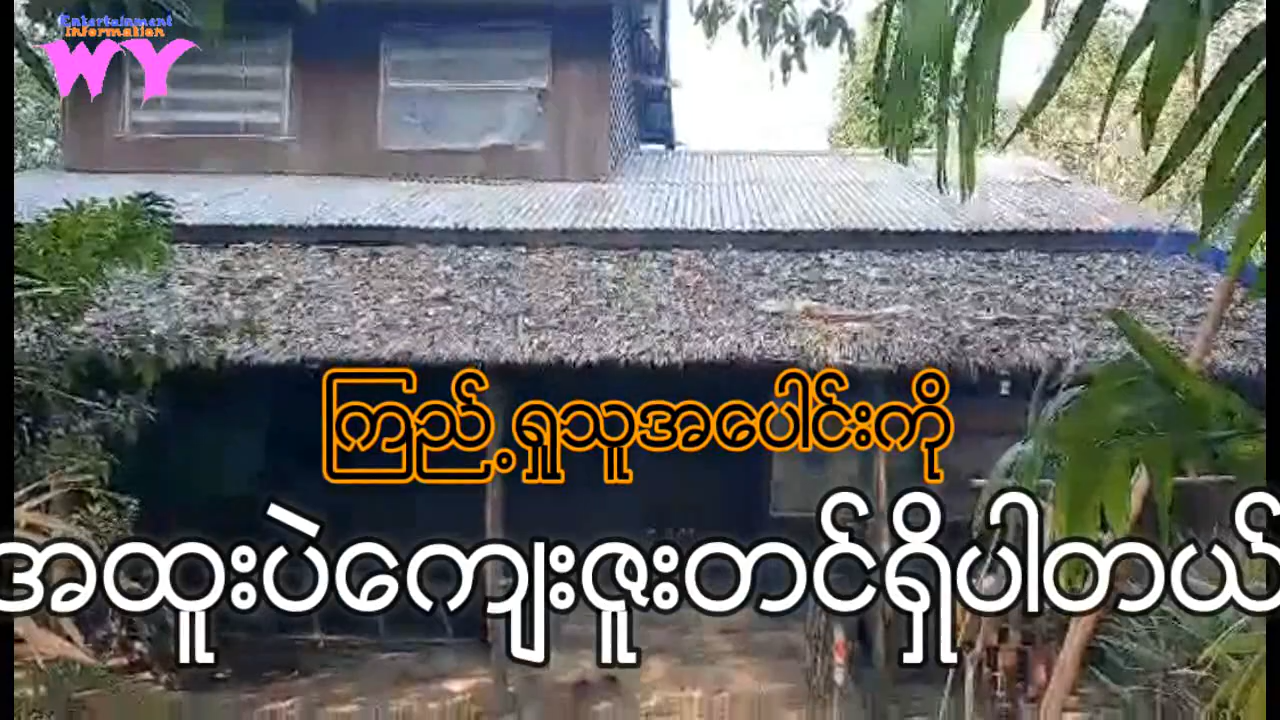 Entertainment
Information
WY
ကြည့်ရှုသူအပေါင်းကို
အထူးပဲကျေးဇူးတင်ရှိပါတယ်